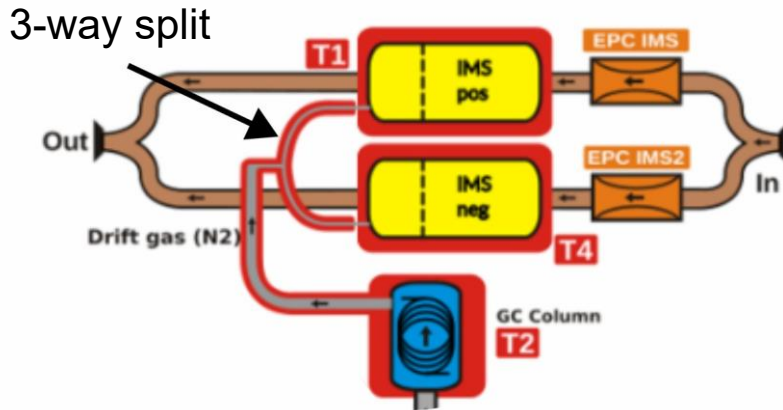 3-way split
T1
EPC IMS
IMS
pos
Out
EPC IMS2
In
IMS
neg
Drift gas (N2)
T4
GC Column
T2